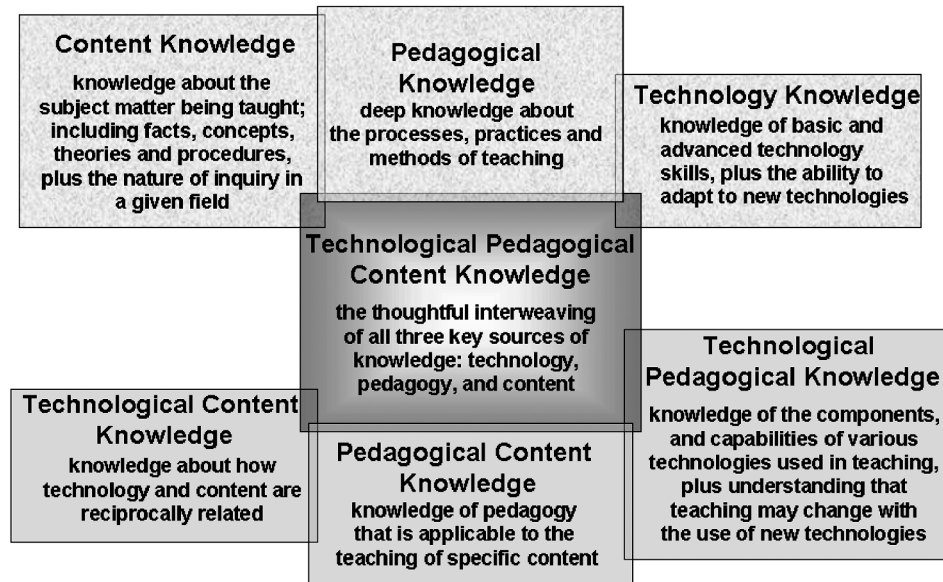 Content Knowledge
knowledge about the
subject matter being taught;
including facts, concepts,
theories and procedures,
plus the nature of inquiry in
a given field
Pedagogical
Knowledge
deep knowledge about
the processes, practices and
methods of teaching
Technology Knowledge
knowledge of basic and
advanced technology
skills, plus the ability to
adapt to new technologies
Technological Pedagogical
Content Knowledge
the thoughtful interweaving
of all three key sources of
knowledge: technology,
pedagogy, and content
Technological Content
Knowledge
knowledge about how
technology and content are
reciprocally related
Pedagogical Content
Knowledge
knowledge of pedagogy
that is applicable to the
teaching of specific content
Technological
Pedagogical Knowledge
knowledge of the components,
and capabilities of various
technologies used in teaching,
plus understanding that
teaching may change with
the use of new technologies